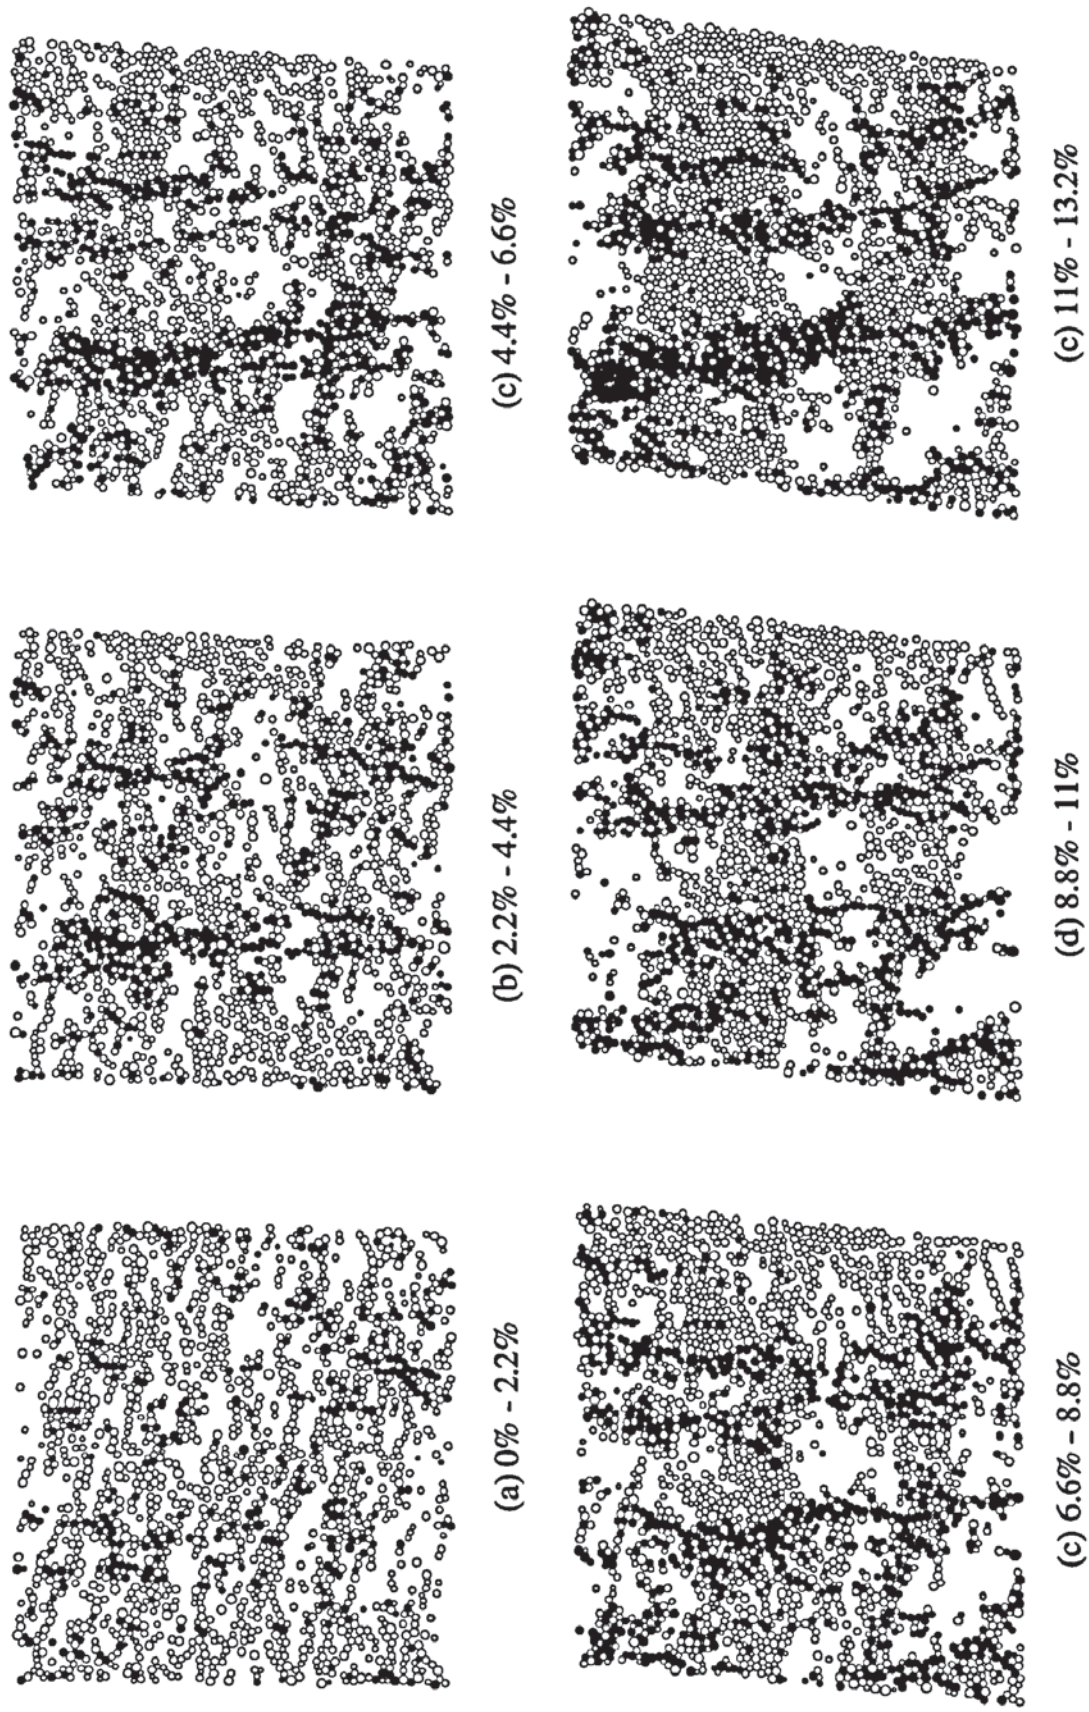 (a) 0% - 2.2%
(b) 2.2% - 4.4%
(c) 4.4% - 6.6%
(c) 6.6% – 8.8%
(d) 8.8% - 11%
(c) 11% - 13.2%